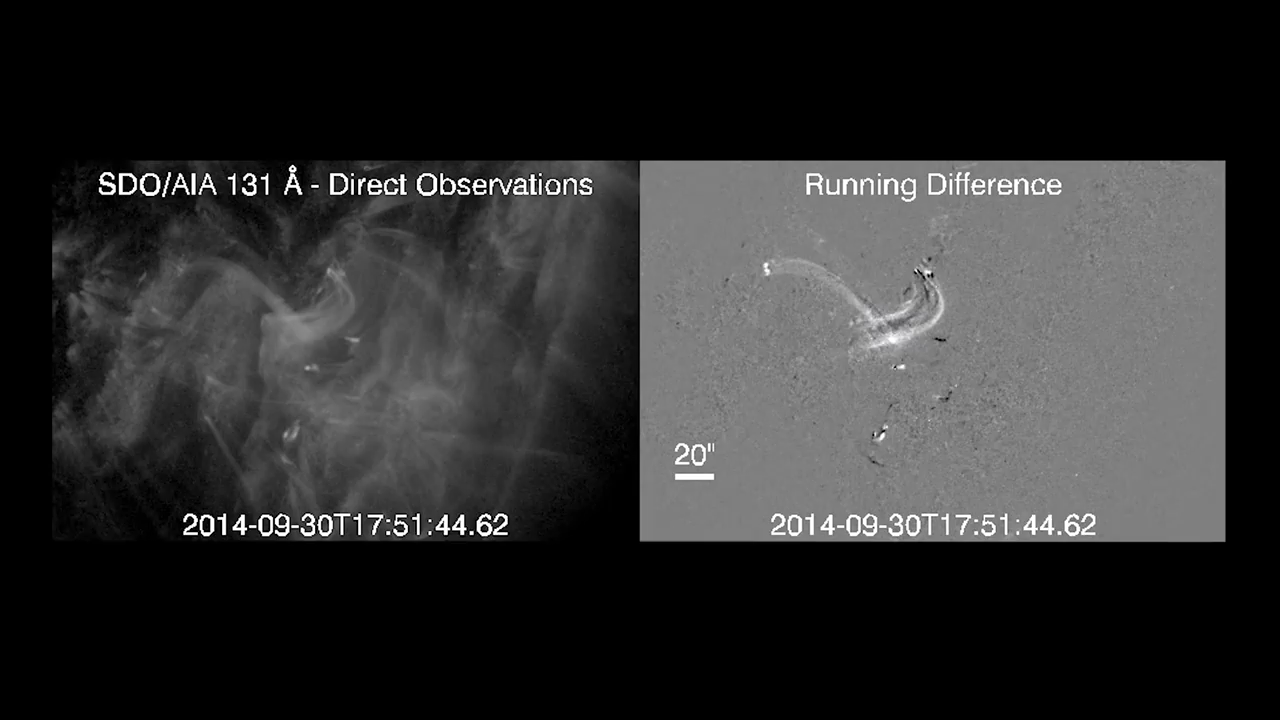 SDO/AIA 131 Å - Direct Observations
Running Difference
20"
2014-09-30T17:51:44.62
2014-09-30T17:51:44.62